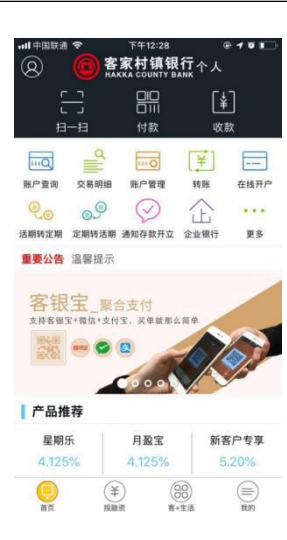 中国联通 下午12:28
客家村镇银行 个人
HAKKA COUNTY BANK
扫一扫 付款 收款
账户查询 交易明细 账户管理 转账 在线开户
活期转定期 定期转活期 通知存款开立 企业银行 更多
重要公告 温馨提示
客银宝_聚合支付
支持客银宝+微信+支付宝、买单就那么简单
产品推荐
星期乐 月盈宝 新客户专享
4.125% 4.125% 5.20%
首页 投融资 客+生活 我的